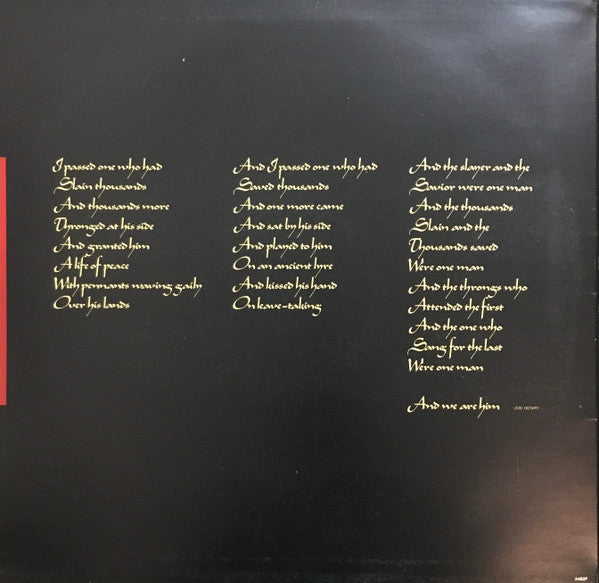 I passed one who had
Slain thousands
And thousands more
Thronged at his side
And granted him
A life of peace
With pennants waving gaily
Over his lands
And I passed one who had
Saved thousands
And one more came
And sat by his side
And played to him
On an ancient lyre
And kissed his hand
On leave-taking
And the slayer and the
Savior were one man
And the thousands
Slain and the
Thousands saved
Were one man
And the throngs who
Attended the first
And the one who
Sang for the last
Were one man
And we are him JOE HENRY